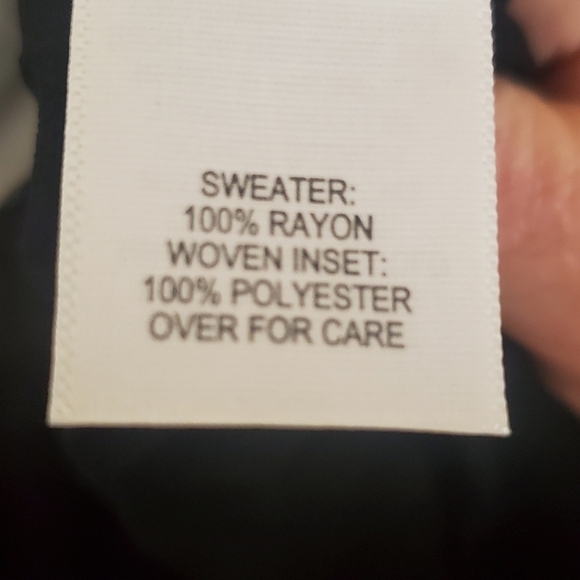 SWEATER:
100% RAYON
WOVEN INSET:
100% POLYESTER
OVER FOR CARE